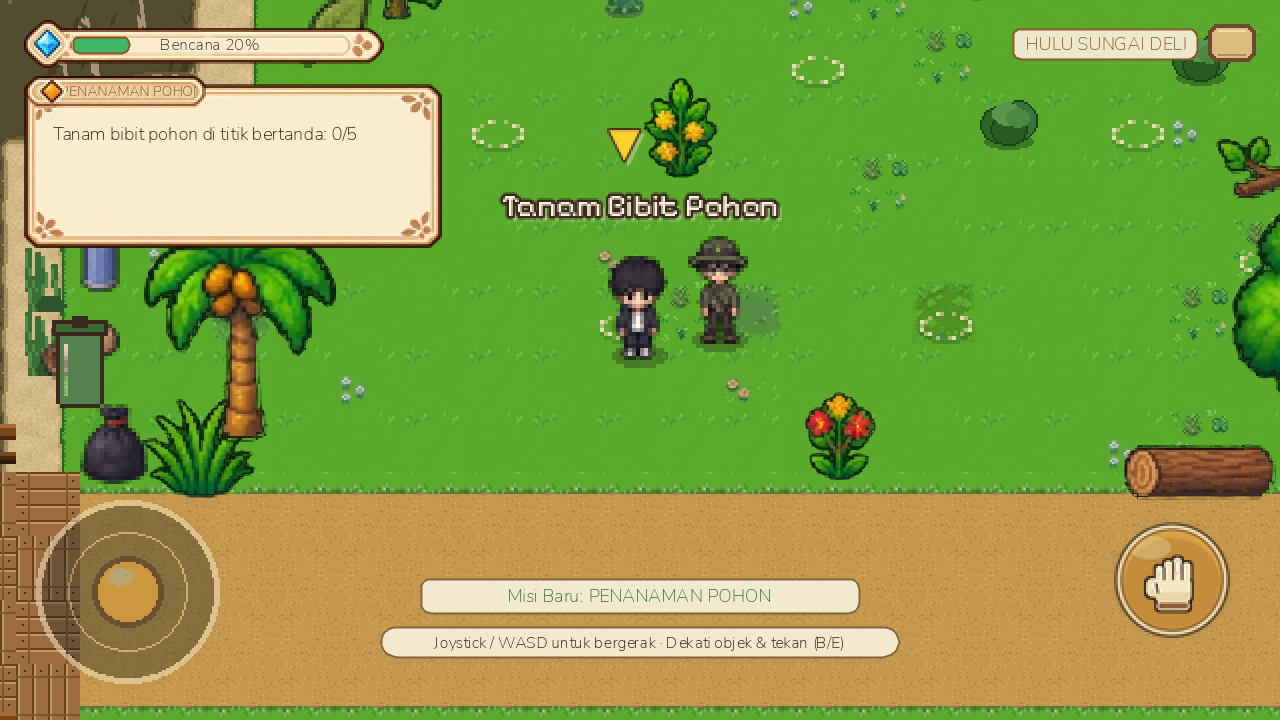 Bencana 20%
HULU SUNGAI DELI
PENANAMAN POHO
Tanam bibit pohon di titik bertanda: 0/5
Tanam Bibit Pohon
Misi Baru: PENANAMAN POHON
Joystick / WASD untuk bergerak · Dekati objek & tekan (B/E)